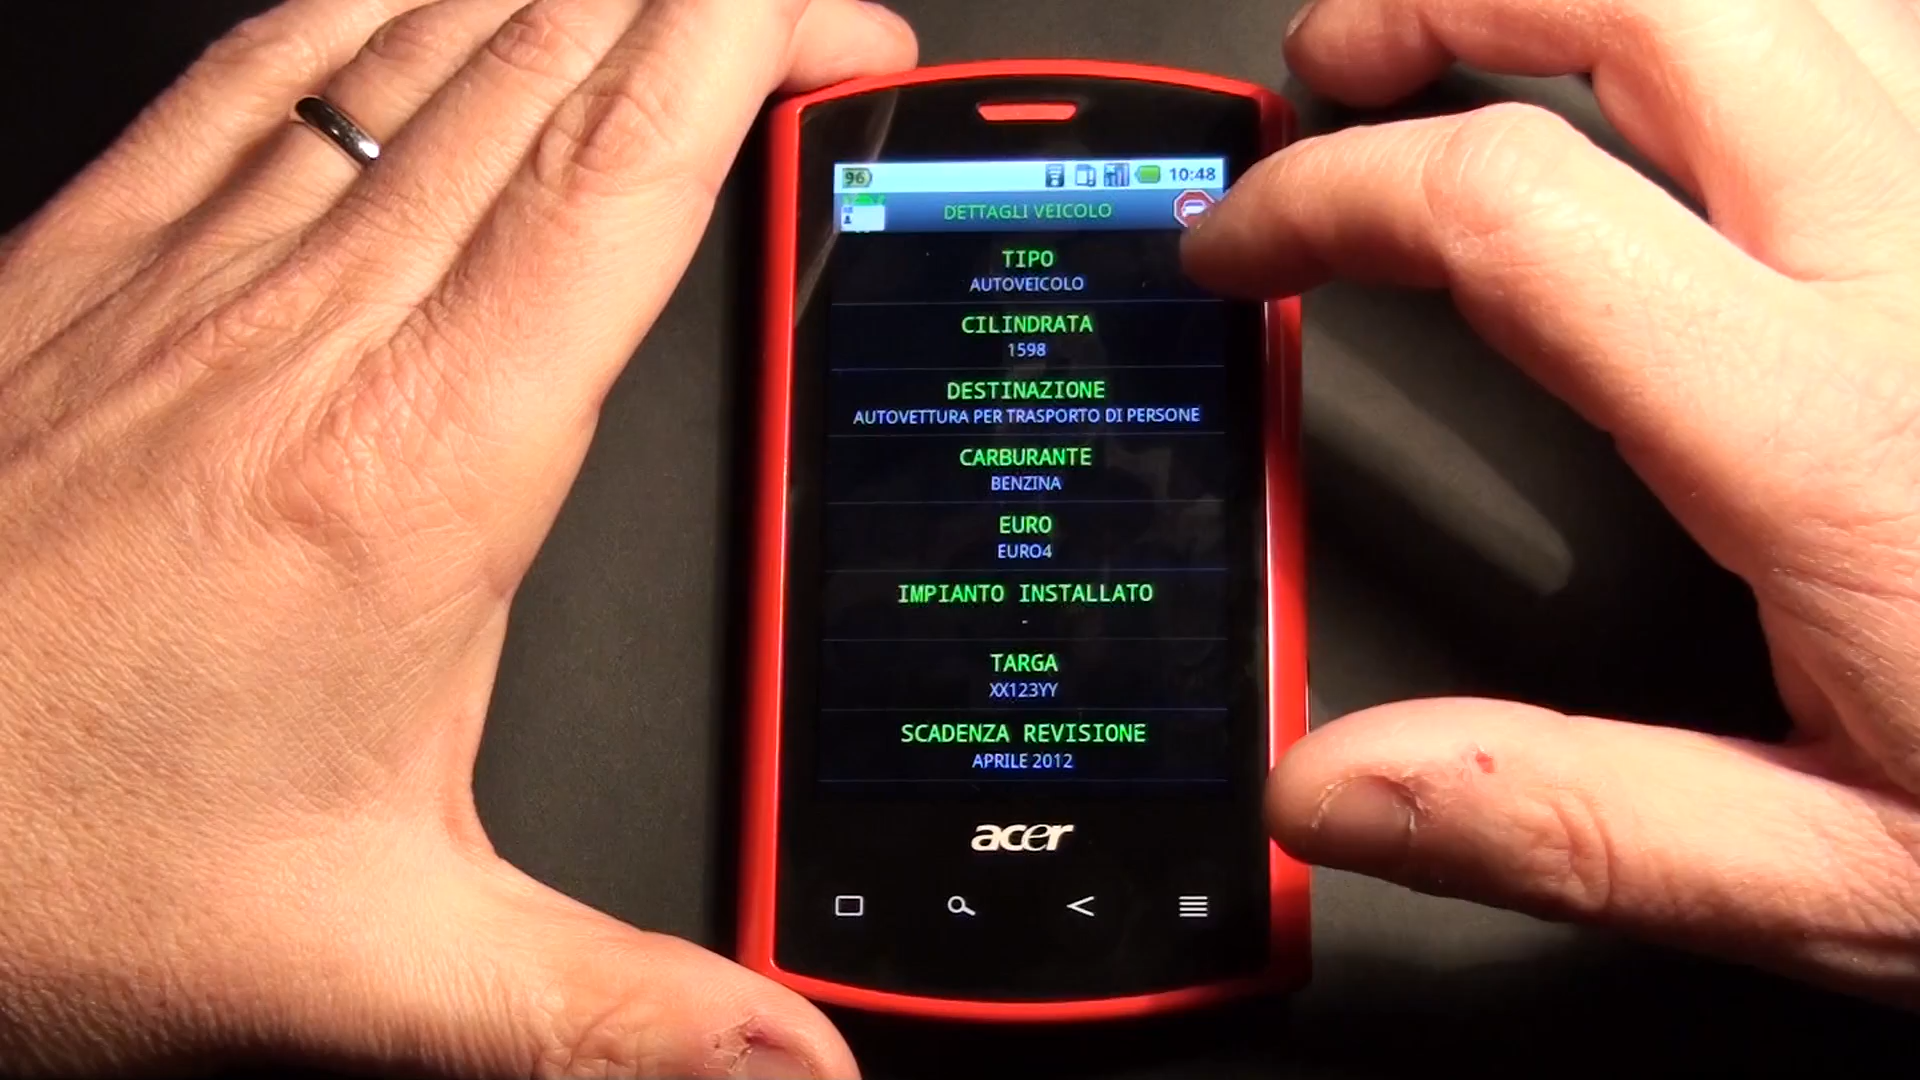 96
10:48
DETTAGLI VEICOLO
TIPO
AUTOVEICOLO
CILINDRATA
1598
DESTINAZIONE
AUTOVETTURA PER TRASPORTO DI PERSONE
CARBURANTE
BENZINA
EURO
EURO4
IMPIANTO INSTALLATO
-
TARGA
XX123YY
SCADENZA REVISIONE
APRILE 2012
acer